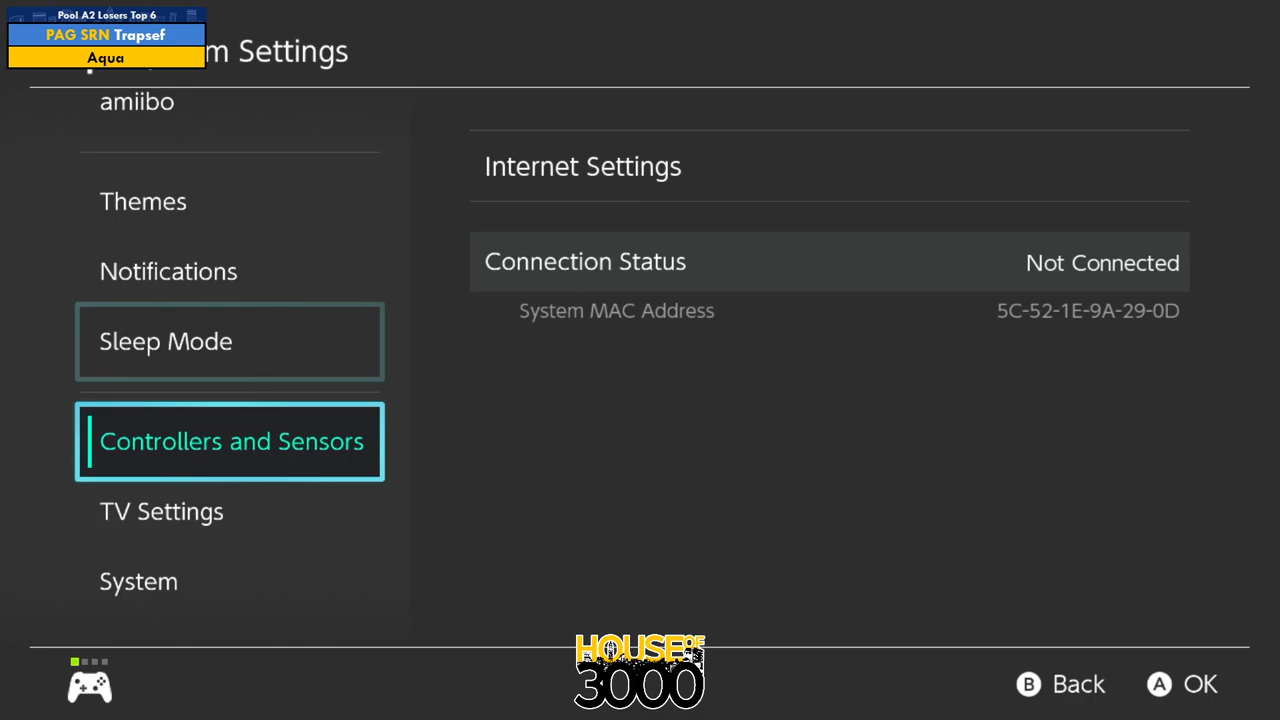 Pool A2 Losers Top 6
PAG SRN Trapsef
Aqua
m Settings
amiibo
Themes
Notifications
Sleep Mode
Controllers and Sensors
TV Settings
System
Internet Settings
Connection Status Not Connected
System MAC Address 5C-52-1E-9A-29-0D
HOUSE OF
3000
B Back A OK